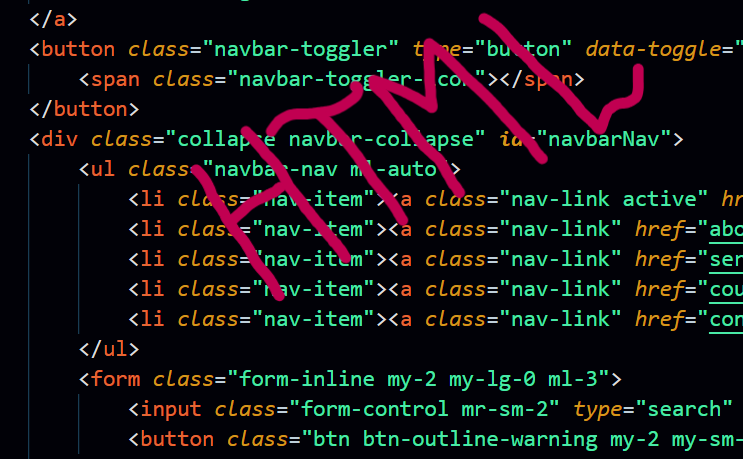 </a>
<button class="navbar-toggler" type="button" data-toggle="
<span class="navbar-toggler-icon"></span>
</button>
<div class="collapse navbar-collapse" id="navbarNav">
<ul class="navbar-nav ml-auto">
<li class="nav-item"><a class="nav-link active" hr
<li class="nav-item"><a class="nav-link" href="abo
<li class="nav-item"><a class="nav-link" href="ser
<li class="nav-item"><a class="nav-link" href="cou
<li class="nav-item"><a class="nav-link" href="con
</ul>
<form class="form-inline my-2 my-lg-0 ml-3">
<input class="form-control mr-sm-2" type="search"
<button class="btn btn-outline-warning my-2 my-sm-
HTML